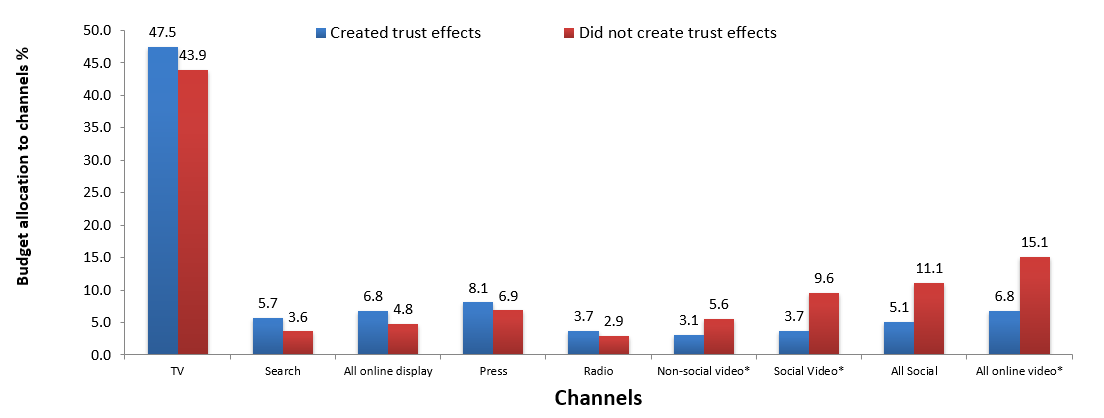 Budget allocation to channels %
Created trust effects
Did not create trust effects
50.0
45.0
40.0
35.0
30.0
25.0
20.0
15.0
10.0
5.0
0.0
47.5
43.9
5.7
3.6
6.8
4.8
8.1
6.9
3.7
2.9
3.1
5.6
3.7
9.6
5.1
11.1
6.8
15.1
TV
Search
All online display
Press
Radio
Non-social video*
Social Video*
All Social
All online video*
Channels